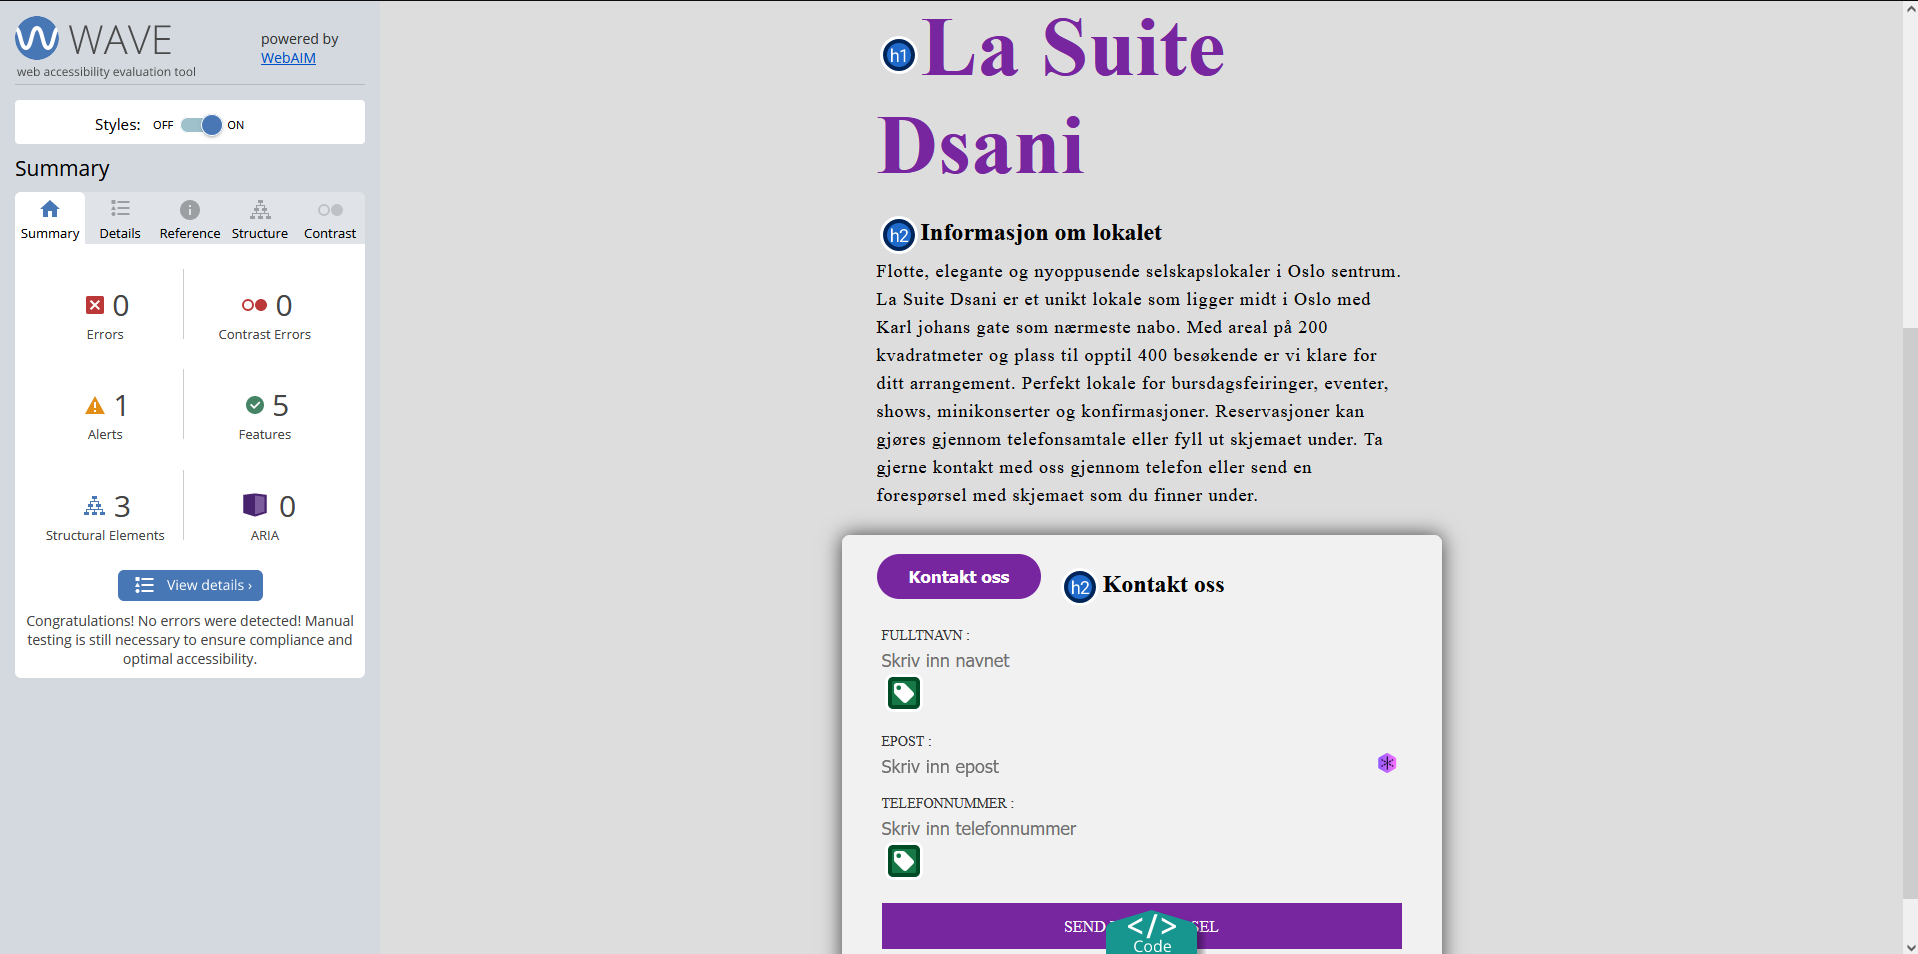 WAVE
web accessibility evaluation tool
powered by
WebAIM
Styles: OFF ON
Summary
Summary Details Reference Structure Contrast
0
Errors
0
Contrast Errors
1
Alerts
5
Features
3
Structural Elements
0
ARIA
View details ›
Congratulations! No errors were detected! Manual
testing is still necessary to ensure compliance and
optimal accessibility.
h1 La Suite
Dsani
h2 Informasjon om lokalet
Flotte, elegante og nyoppusende selskapslokaler i Oslo sentrum.
La Suite Dsani er et unikt lokale som ligger midt i Oslo med
Karl johans gate som nærmeste nabo. Med areal på 200
kvadratmeter og plass til opptil 400 besøkende er vi klare for
ditt arrangement. Perfekt lokale for bursdagsfeiringer, eventer,
shows, minikonserter og konfirmasjoner. Reservasjoner kan
gjøres gjennom telefonsamtale eller fyll ut skjemaet under. Ta
gjerne kontakt med oss gjennom telefon eller send en
forespørsel med skjemaet som du finner under.
Kontakt oss
h2 Kontakt oss
FULLTNAVN :
Skriv inn navnet
EPOST :
Skriv inn epost
TELEFONNUMMER :
Skriv inn telefonnummer
SEND
</> Code